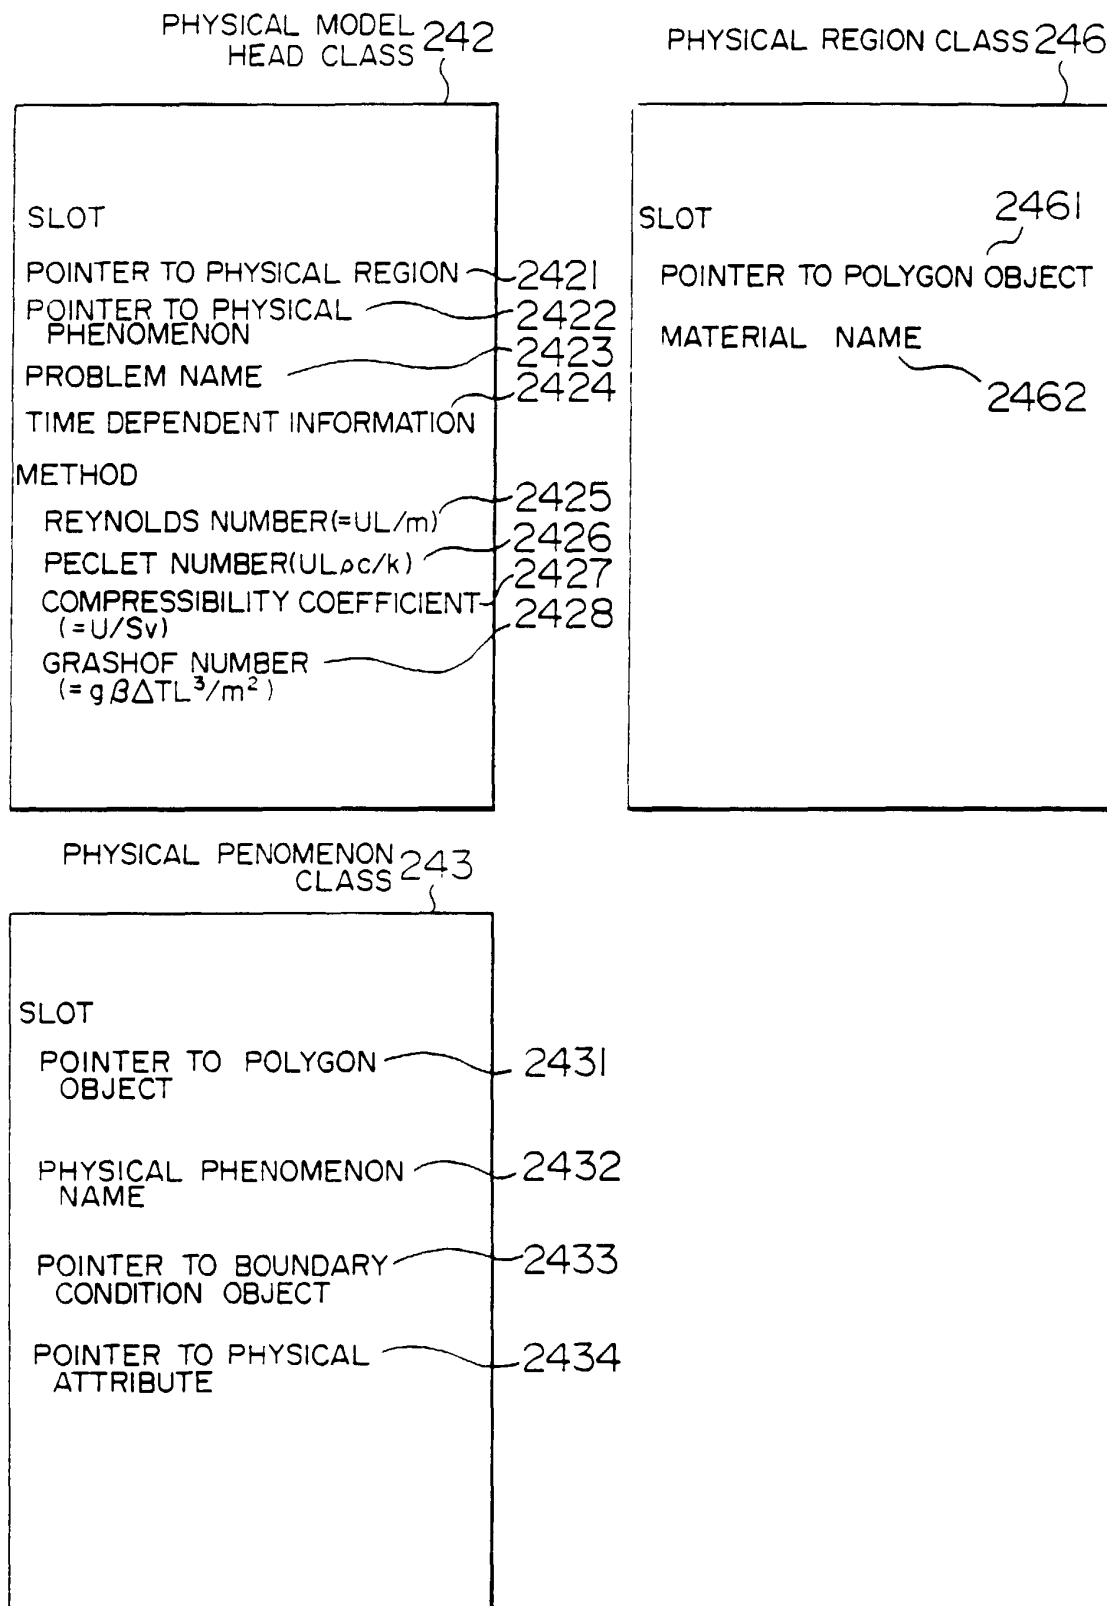 PHYSICAL MODEL
HEAD CLASS 242
SLOT
POINTER TO PHYSICAL REGION 2421
POINTER TO PHYSICAL 2422
PHENOMENON
PROBLEM NAME 2423
TIME DEPENDENT INFORMATION 2424
METHOD
REYNOLDS NUMBER(=UL/m) 2425
PECLET NUMBER(ULρc/k) 2426
COMPRESSIBILITY COEFFICIENT 2427
(=U/Sv)
GRASHOF NUMBER 2428
(=gβΔTL³/m²)
PHYSICAL REGION CLASS 246
SLOT
2461
POINTER TO POLYGON OBJECT
MATERIAL NAME
2462
PHYSICAL PENOMENON
CLASS 243
SLOT
POINTER TO POLYGON 2431
OBJECT
PHYSICAL PHENOMENON 2432
NAME
POINTER TO BOUNDARY 2433
CONDITION OBJECT
POINTER TO PHYSICAL 2434
ATTRIBUTE